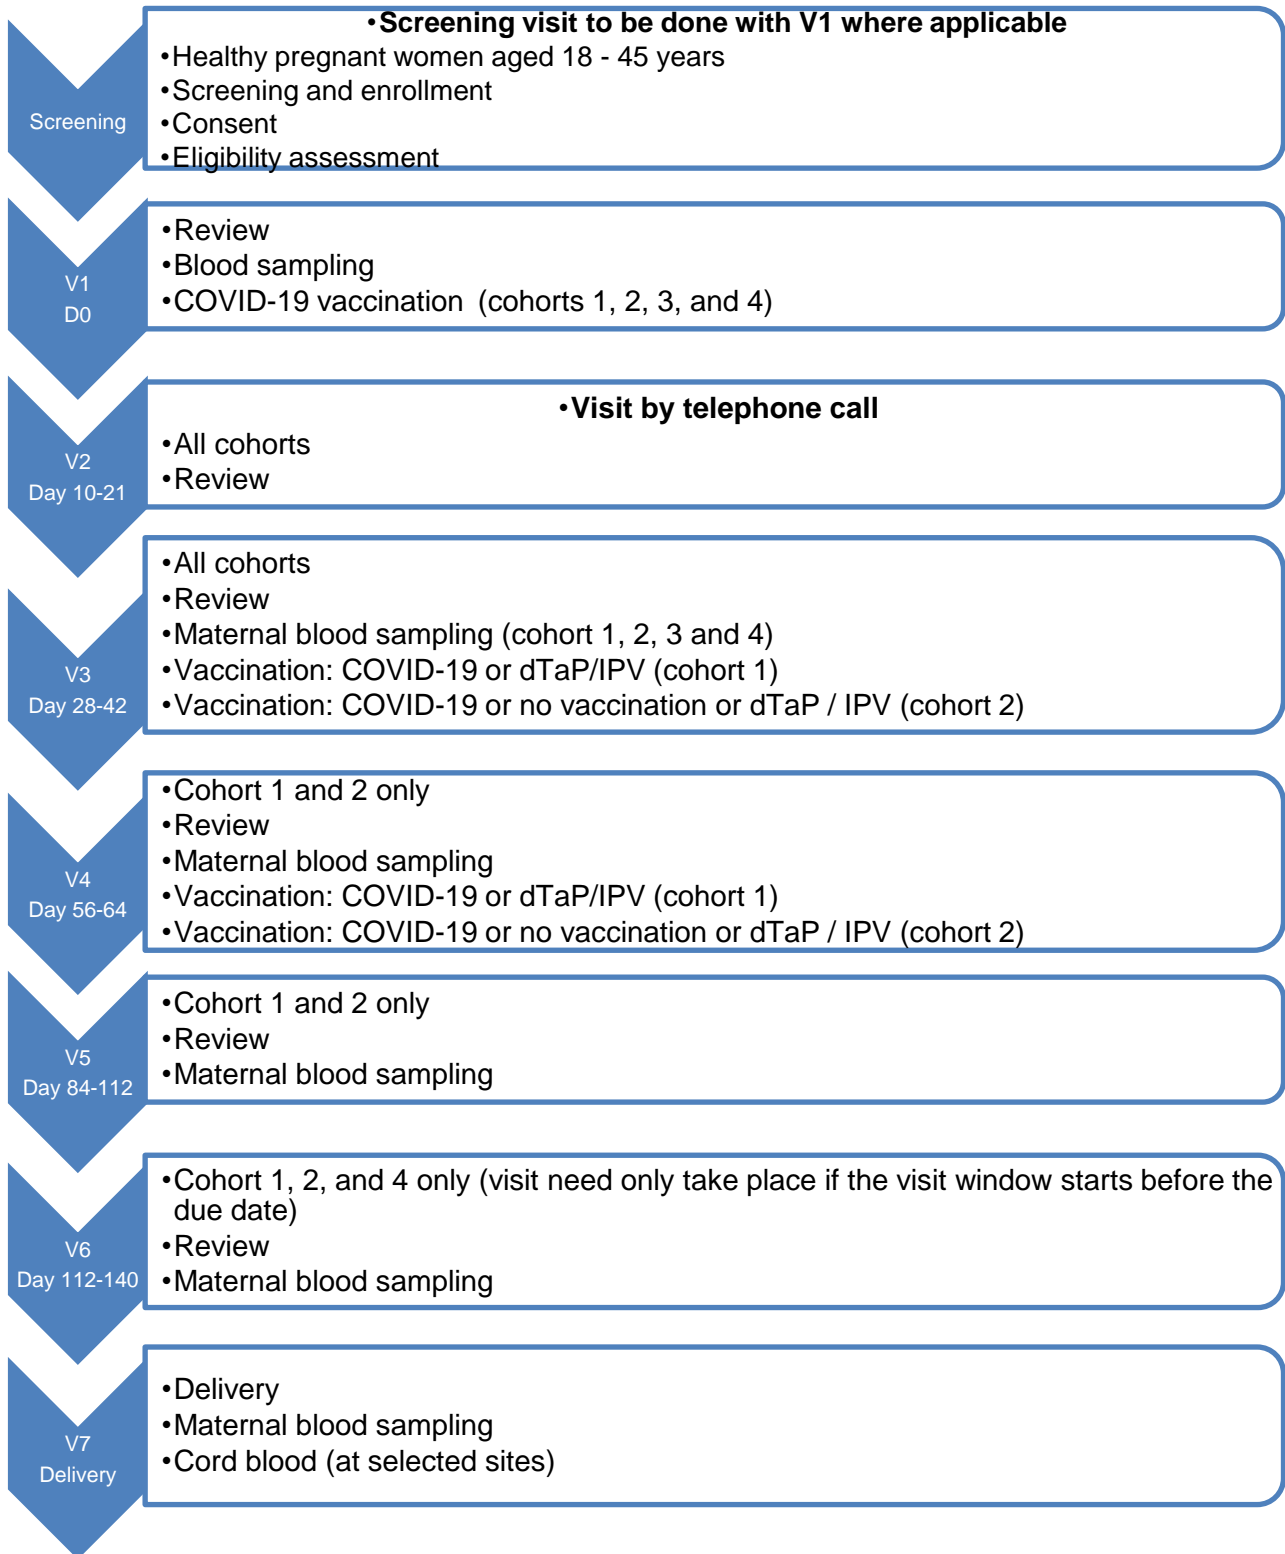 •Screening visit to be done with V1 where applicable
•Healthy pregnant women aged 18 - 45 years
•Screening and enrollment
•Consent
•Eligibility assessment
Screening
•Review
•Blood sampling
•COVID-19 vaccination (cohorts 1, 2, 3, and 4)
V1
D0
•Visit by telephone call
•All cohorts
•Review
V2
Day 10-21
•All cohorts
•Review
•Maternal blood sampling (cohort 1, 2, 3 and 4)
•Vaccination: COVID-19 or dTaP/IPV (cohort 1)
•Vaccination: COVID-19 or no vaccination or dTaP / IPV (cohort 2)
V3
Day 28-42
•Cohort 1 and 2 only
•Review
•Maternal blood sampling
•Vaccination: COVID-19 or dTaP/IPV (cohort 1)
•Vaccination: COVID-19 or no vaccination or dTaP / IPV (cohort 2)
V4
Day 56-64
•Cohort 1 and 2 only
•Review
•Maternal blood sampling
V5
Day 84-112
•Cohort 1, 2, and 4 only (visit need only take place if the visit window starts before the
due date)
•Review
•Maternal blood sampling
V6
Day 112-140
•Delivery
•Maternal blood sampling
•Cord blood (at selected sites)
V7
Delivery